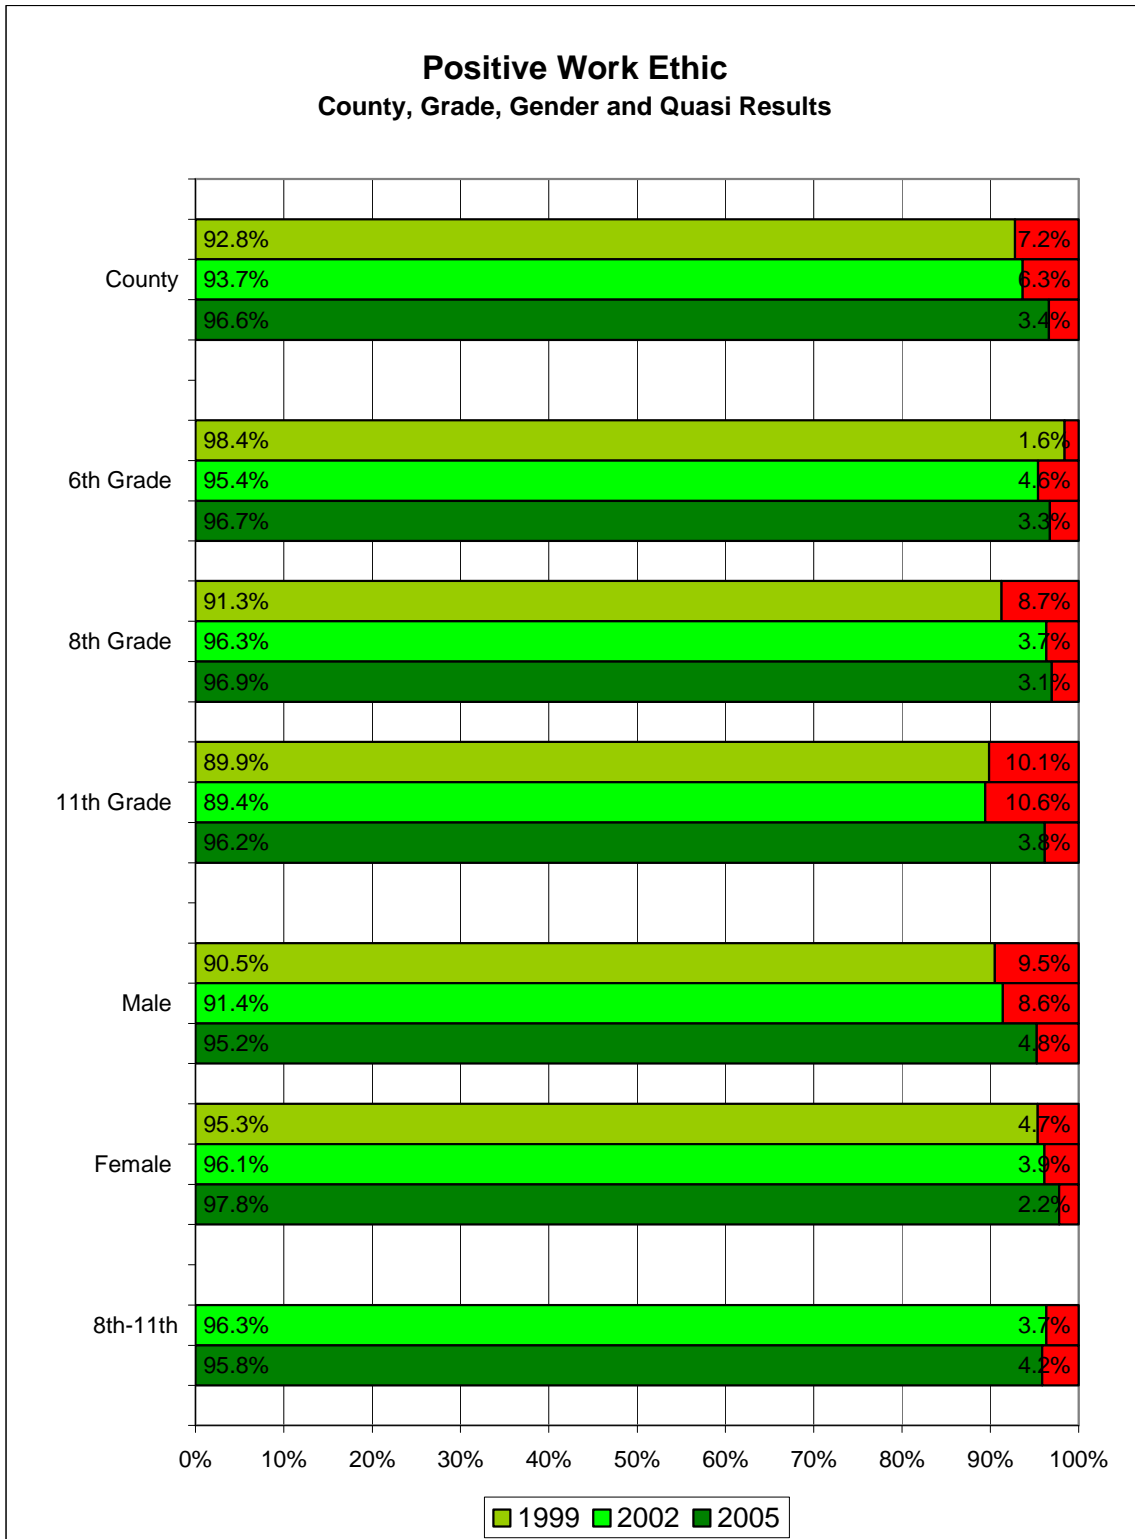 Positive Work Ethic
County, Grade, Gender and Quasi Results
92.8% 7.2%
County 93.7% 6.3%
96.6% 3.4%
98.4% 1.6%
6th Grade 95.4% 4.6%
96.7% 3.3%
91.3% 8.7%
8th Grade 96.3% 3.7%
96.9% 3.1%
89.9% 10.1%
11th Grade 89.4% 10.6%
96.2% 3.8%
90.5% 9.5%
Male 91.4% 8.6%
95.2% 4.8%
95.3% 4.7%
Female 96.1% 3.9%
97.8% 2.2%
8th-11th 96.3% 3.7%
95.8% 4.2%
0% 10% 20% 30% 40% 50% 60% 70% 80% 90% 100%
1999 2002 2005